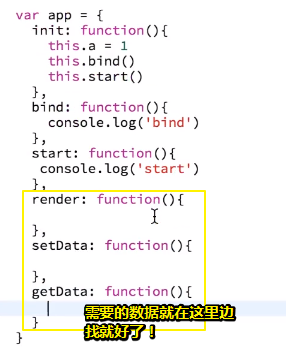 var app = {
  init: function(){
    this.a = 1
    this.bind()
    this.start()
  },
  bind: function(){
    console.log('bind')
  },
  start: function(){
   console.log('start')
  },
  render: function(){

  },
  setData: function(){

  },
  getData: function(){
需要的数据就在这里边
找就好了！
  }
}